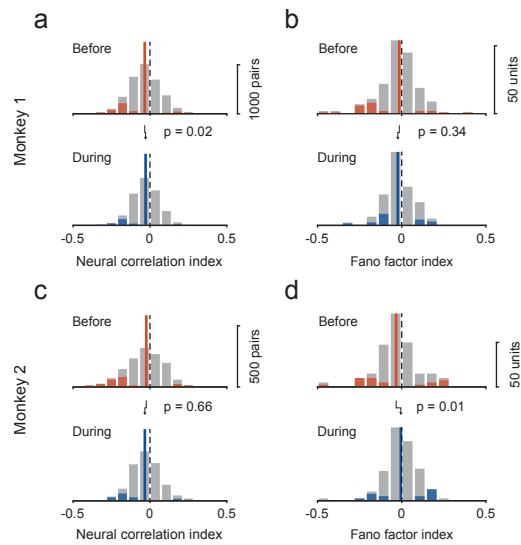 a
b
Before
Before
1000 pairs
50 units
Monkey 1
p = 0.02
p = 0.34
During
During
-0.5 0 0.5
-0.5 0 0.5
Neural correlation index
Fano factor index
c
d
Before
Before
500 pairs
50 units
Monkey 2
p = 0.66
p = 0.01
During
During
-0.5 0 0.5
-0.5 0 0.5
Neural correlation index
Fano factor index